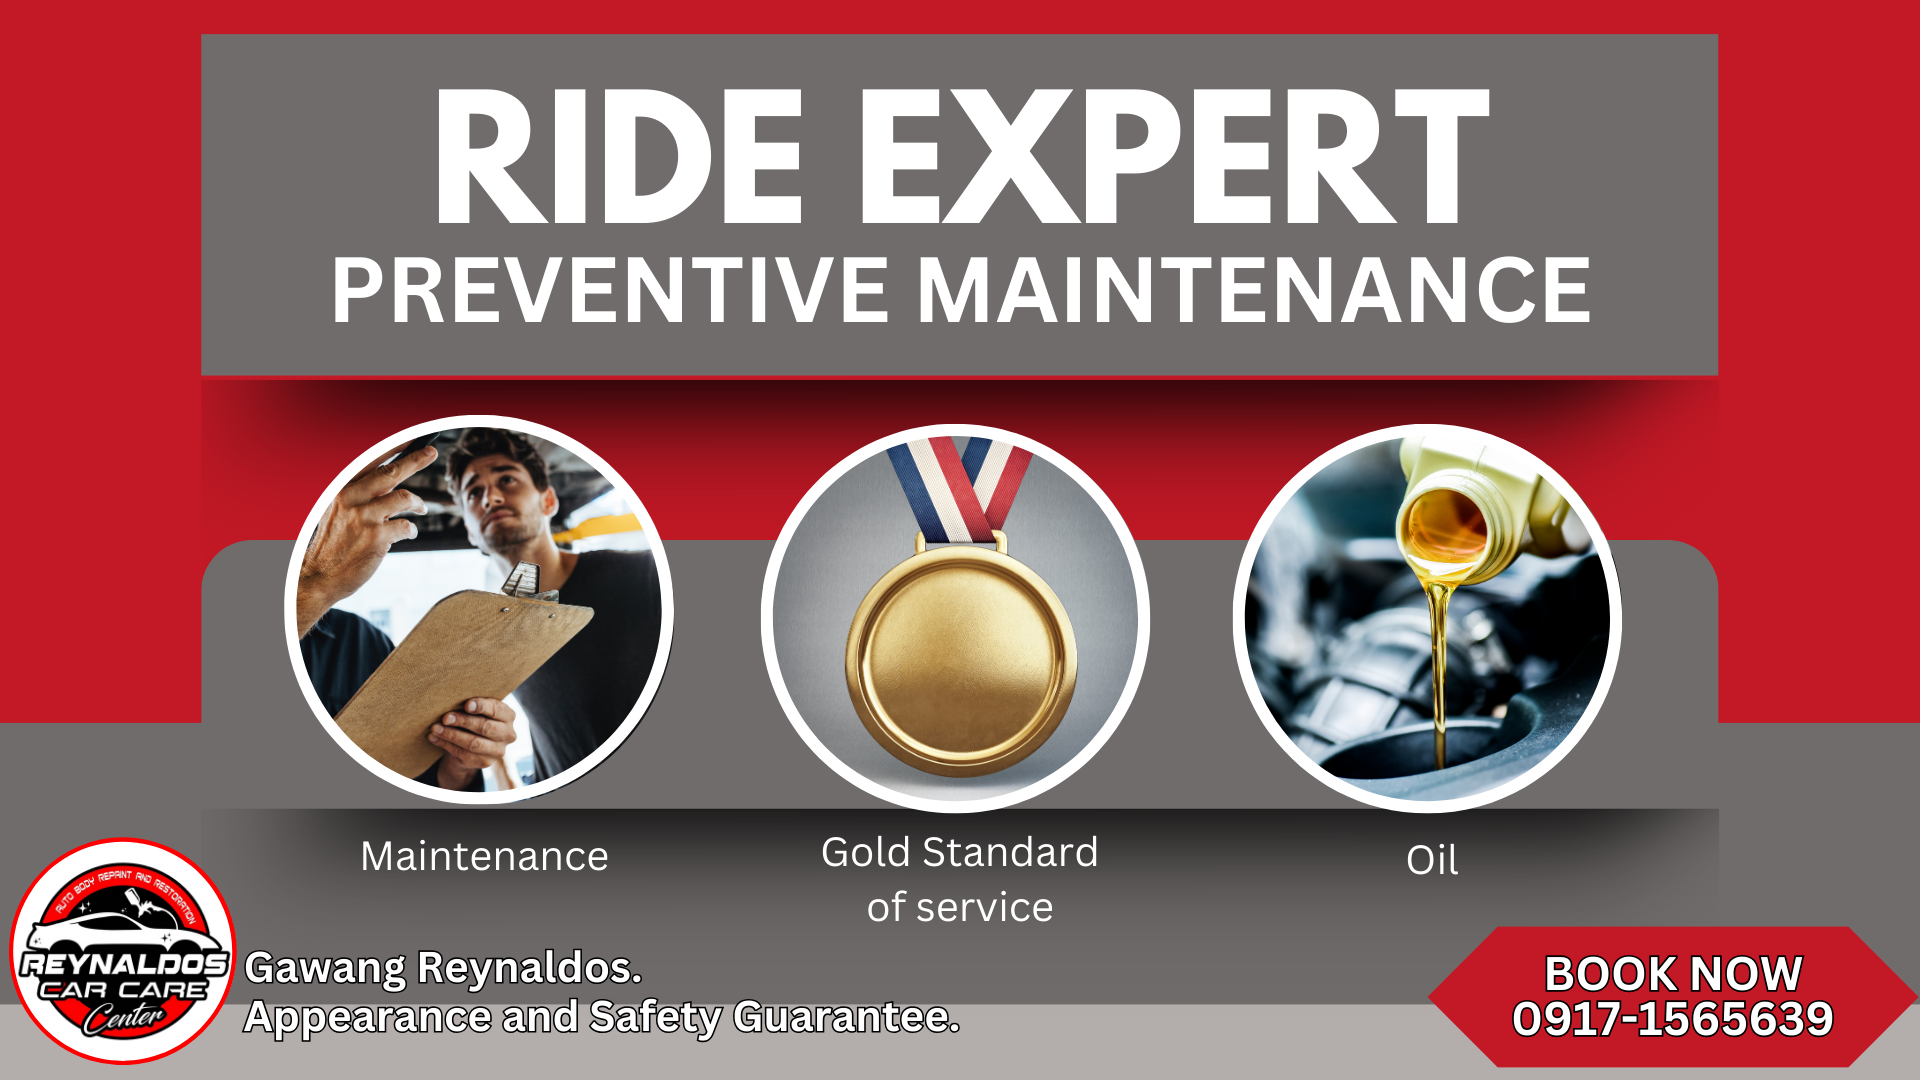 RIDE EXPERT
PREVENTIVE MAINTENANCE
Maintenance
Gold Standard
of service
Oil
AUTO BODY REPAINT AND RESTORATION
REYNALDOS
CAR CARE
Center
Gawang Reynaldos.
Appearance and Safety Guarantee.
BOOK NOW
0917-1565639